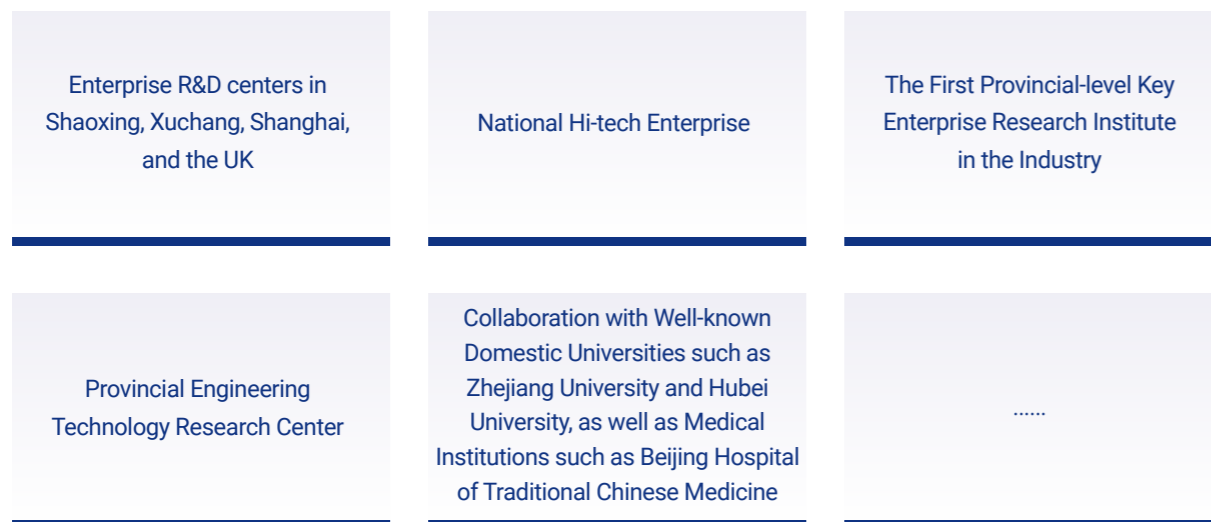 Enterprise R&D centers in
Shaoxing, Xuchang, Shanghai,
and the UK
National Hi-tech Enterprise
The First Provincial-level Key
Enterprise Research Institute
in the Industry
Provincial Engineering
Technology Research Center
Collaboration with Well-known
Domestic Universities such as
Zhejiang University and Hubei
University, as well as Medical
Institutions such as Beijing Hospital
of Traditional Chinese Medicine
......